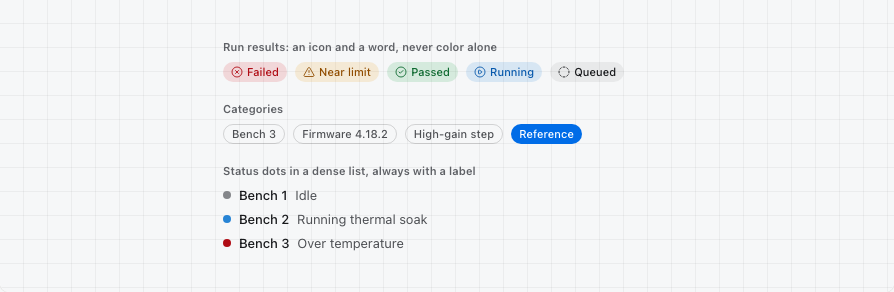 Run results: an icon and a word, never color alone
Failed Near limit Passed Running Queued
Categories
Bench 3 Firmware 4.18.2 High-gain step Reference
Status dots in a dense list, always with a label
Bench 1 Idle
Bench 2 Running thermal soak
Bench 3 Over temperature